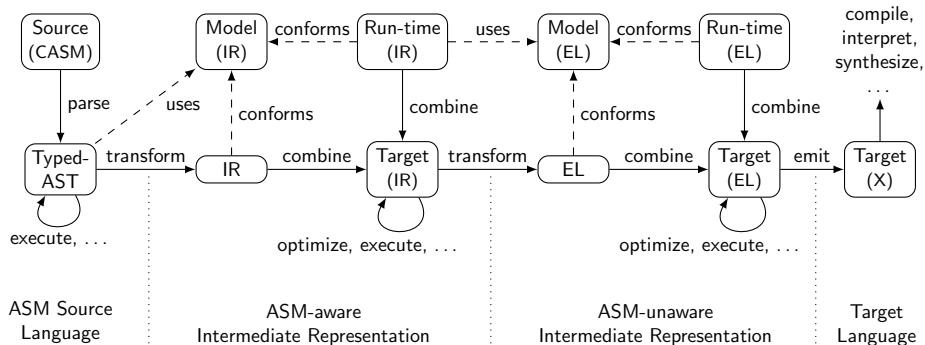 Source
(CASM)
Model
(IR)
conforms
Run-time
(IR)
uses
Model
(EL)
conforms
Run-time
(EL)
compile,
interpret,
synthesize,
...
parse
uses
conforms
combine
conforms
combine
Typed-
AST
transform
IR
combine
Target
(IR)
transform
EL
combine
Target
(EL)
emit
Target
(X)
execute, ...
optimize, execute, ...
optimize, execute, ...
ASM Source
Language
ASM-aware
Intermediate Representation
ASM-unaware
Intermediate Representation
Target
Language